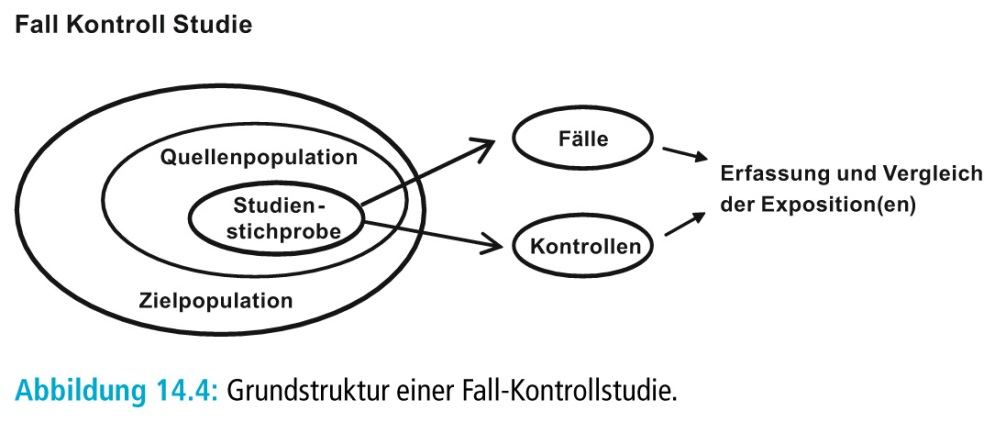 Fall Kontroll Studie
Quellenpopulation
Studien-
stichprobe
Zielpopulation
Fälle
Kontrollen
Erfassung und Vergleich
der Exposition(en)
Abbildung 14.4: Grundstruktur einer Fall-Kontrollstudie.